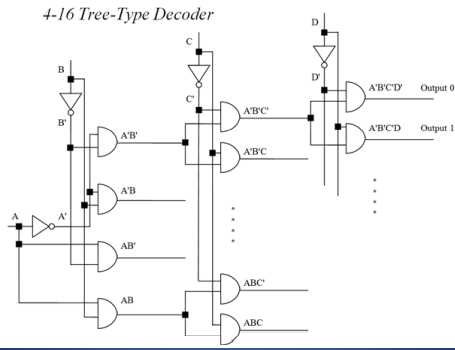 4-16 Tree-Type Decoder
D
C
B
D'
A'B'C'D' Output 0
C'
A'B'C'
B'
A'B'
A'B'C'D Output 1
A'B'C
A'B
A A'
AB'
ABC'
AB
ABC